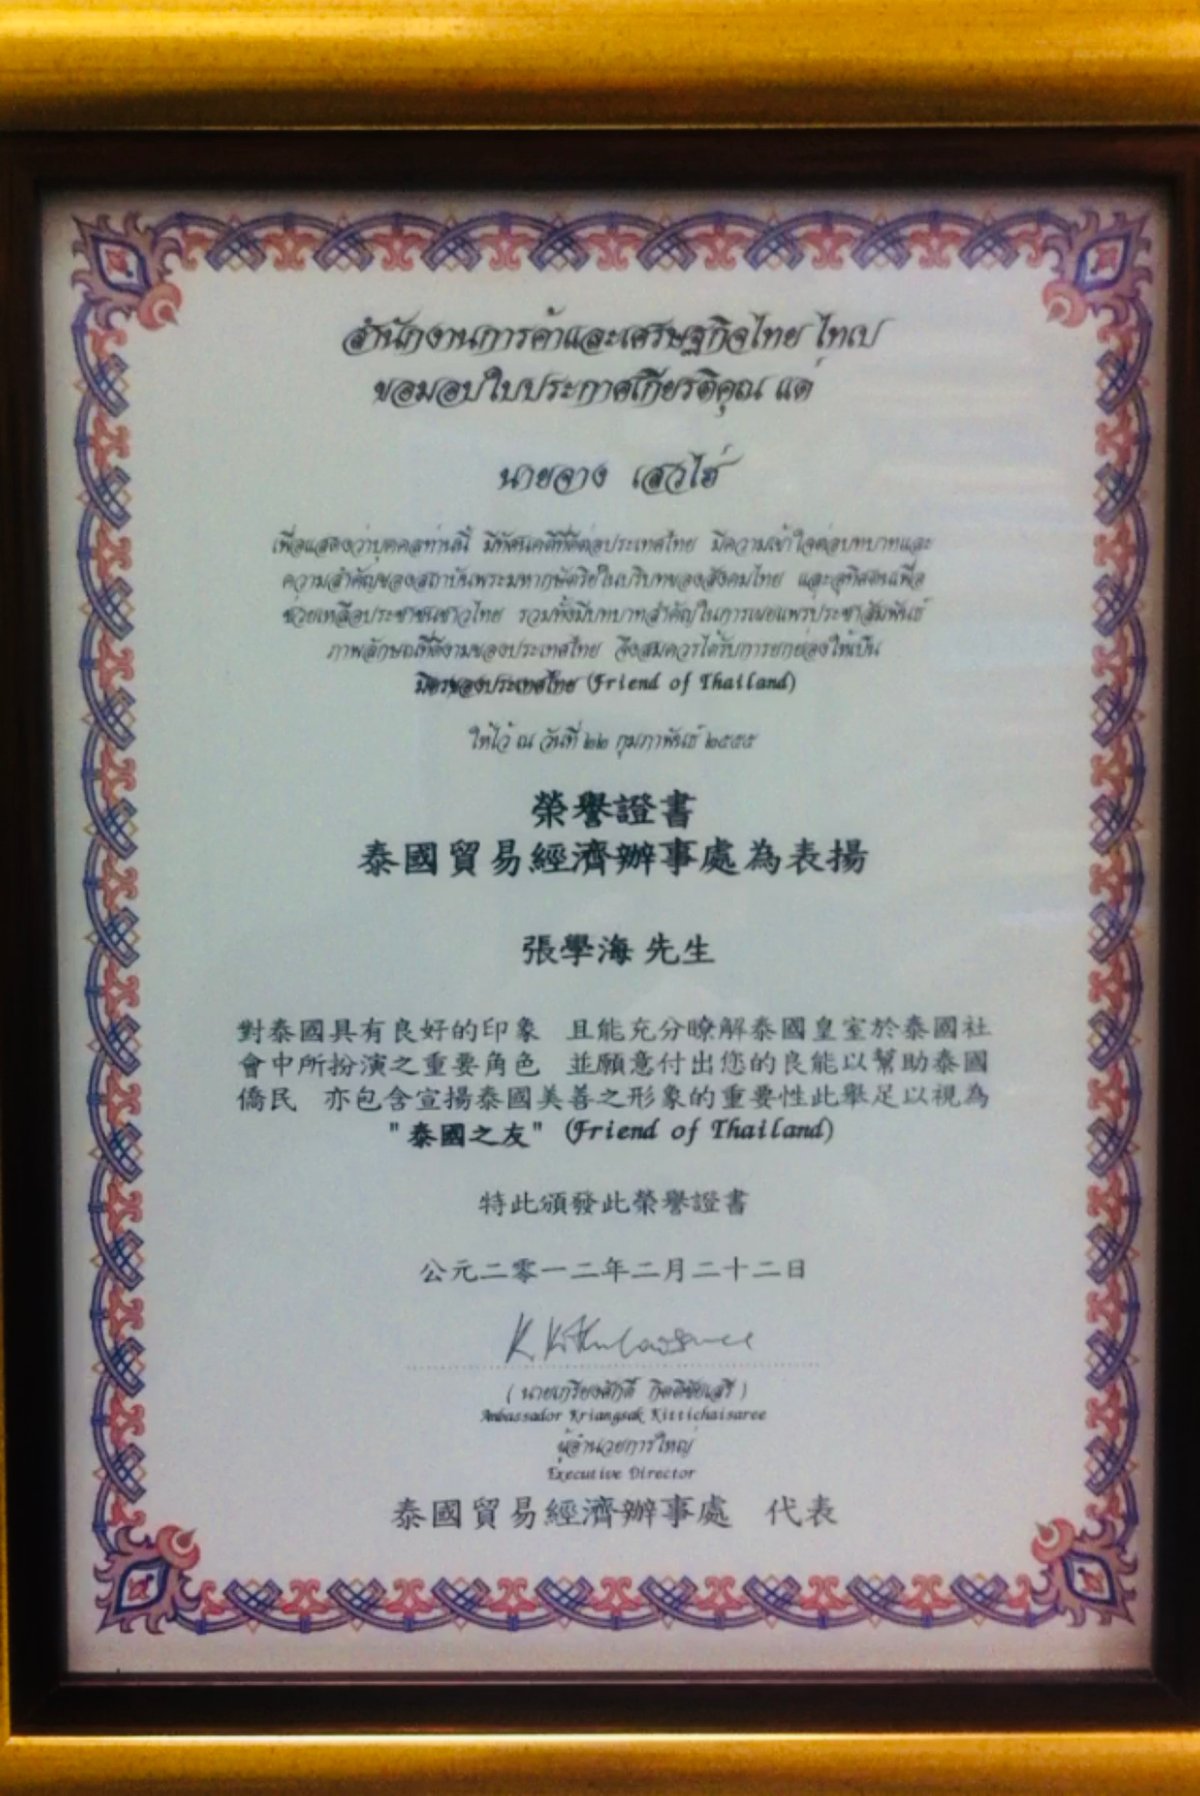 สำนักงานการค้าและเศรษฐกิจไทย ไทเป
ขอมอบใบประกาศเกียรติคุณ แด่
นายจาง เสวไฮ่
เพื่อแสดงว่าบุคคลท่านนี้ มีทัศนคติที่ดีต่อประเทศไทย มีความเข้าใจต่อบทบาทและ
ความสำคัญของสถาบันพระมหากษัตริย์ในบริบทของสังคมไทย และอุทิศตนเพื่อ
ช่วยเหลือประชาชนชาวไทย รวมทั้งมีบทบาทสำคัญในการเผยแพร่ประชาสัมพันธ์
ภาพลักษณ์ที่ดีงามของประเทศไทย จึงสมควรได้รับการยกย่องให้เป็น
มิตรของประเทศไทย (Friend of Thailand)
ให้ไว้ ณ วันที่ ๒๒ กุมภาพันธ์ ๒๕๕๕
榮譽證書
泰國貿易經濟辦事處為表揚
張學海 先生
對泰國具有良好的印象 且能充分瞭解泰國皇室於泰國社
會中所扮演之重要角色 並願意付出您的良能以幫助泰國
僑民 亦包含宣揚泰國美善之形象的重要性此舉足以視為
"泰國之友" (Friend of Thailand)
特此頒發此榮譽證書
公元二零一二年二月二十二日
( นายเกรียงศักดิ์ กิตติชัยเสรี )
Ambassador Kriangsak Kittichaisaree
ผู้อำนวยการใหญ่
Executive Director
泰國貿易經濟辦事處 代表